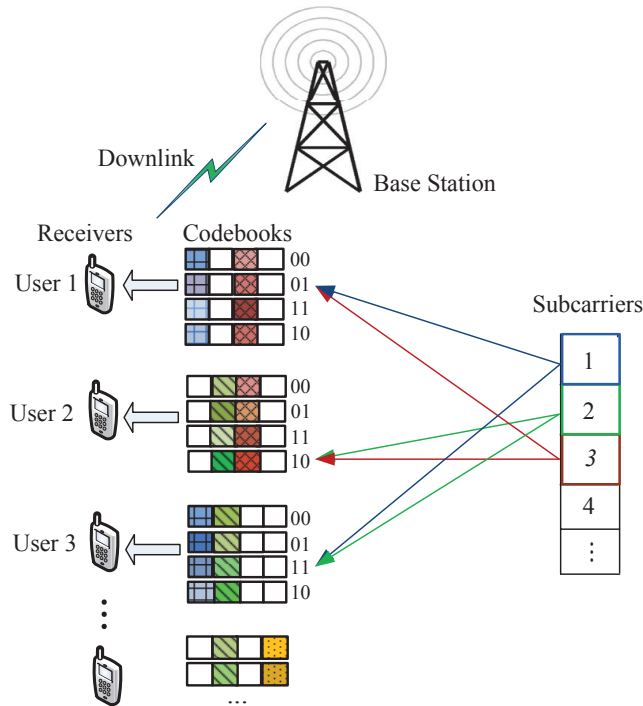 Downlink
Base Station
Receivers
Codebooks
Subcarriers
User 1
00
01
11
10
User 2
00
01
11
10
User 3
00
01
11
10
...
1
2
3
4
⋮
⋮